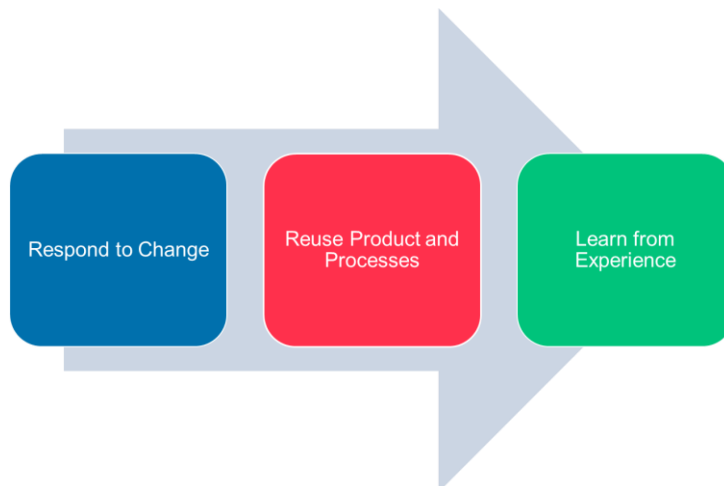 Respond to Change
Reuse Product and
Processes
Learn from
Experience